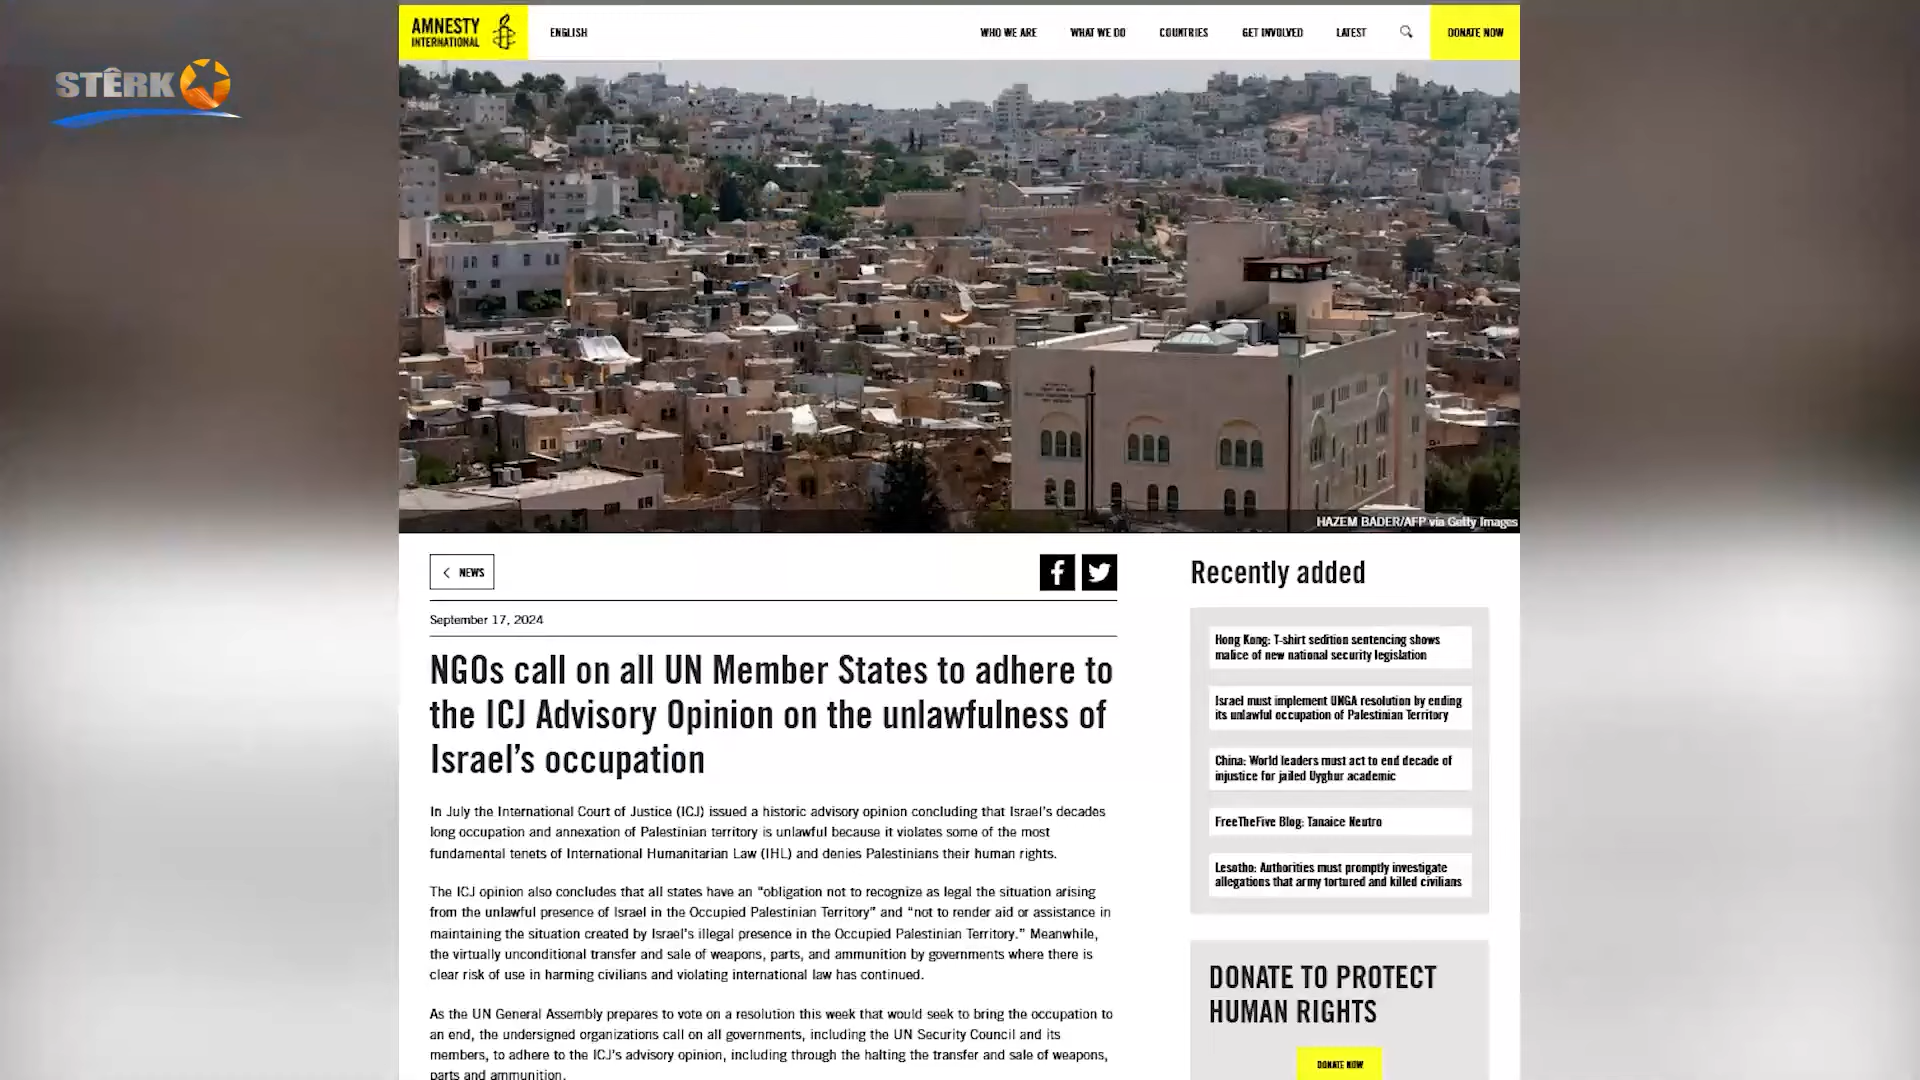 STÊRK
AMNESTY
INTERNATIONAL
ENGLISH
WHO WE ARE
WHAT WE DO
COUNTRIES
GET INVOLVED
LATEST
DONATE NOW
HAZEM BADER/AFP via Getty Images
NEWS
September 17, 2024
NGOs call on all UN Member States to adhere to
the ICJ Advisory Opinion on the unlawfulness of
Israel's occupation
In July the International Court of Justice (ICJ) issued a historic advisory opinion concluding that Israel's decades
long occupation and annexation of Palestinian territory is unlawful because it violates some of the most
fundamental tenets of International Humanitarian Law (IHL) and denies Palestinians their human rights.
The ICJ opinion also concludes that all states have an “obligation not to recognize as legal the situation arising
from the unlawful presence of Israel in the Occupied Palestinian Territory” and “not to render aid or assistance in
maintaining the situation created by Israel's illegal presence in the Occupied Palestinian Territory.” Meanwhile,
the virtually unconditional transfer and sale of weapons, parts, and ammunition by governments where there is
clear risk of use in harming civilians and violating international law has continued.
As the UN General Assembly prepares to vote on a resolution this week that would seek to bring the occupation to
an end, the undersigned organizations call on all governments, including the UN Security Council and its
members, to adhere to the ICJ's advisory opinion, including through the halting the transfer and sale of weapons,
parts and ammunition.
Recently added
Hong Kong: T-shirt sedition sentencing shows
malice of new national security legislation
Israel must implement UNGA resolution by ending
its unlawful occupation of Palestinian Territory
China: World leaders must act to end decade of
injustice for jailed Uyghur academic
FreeTheFive Blog: Tanaice Neutro
Lesotho: Authorities must promptly investigate
allegations that army tortured and killed civilians
DONATE TO PROTECT
HUMAN RIGHTS
DONATE NOW